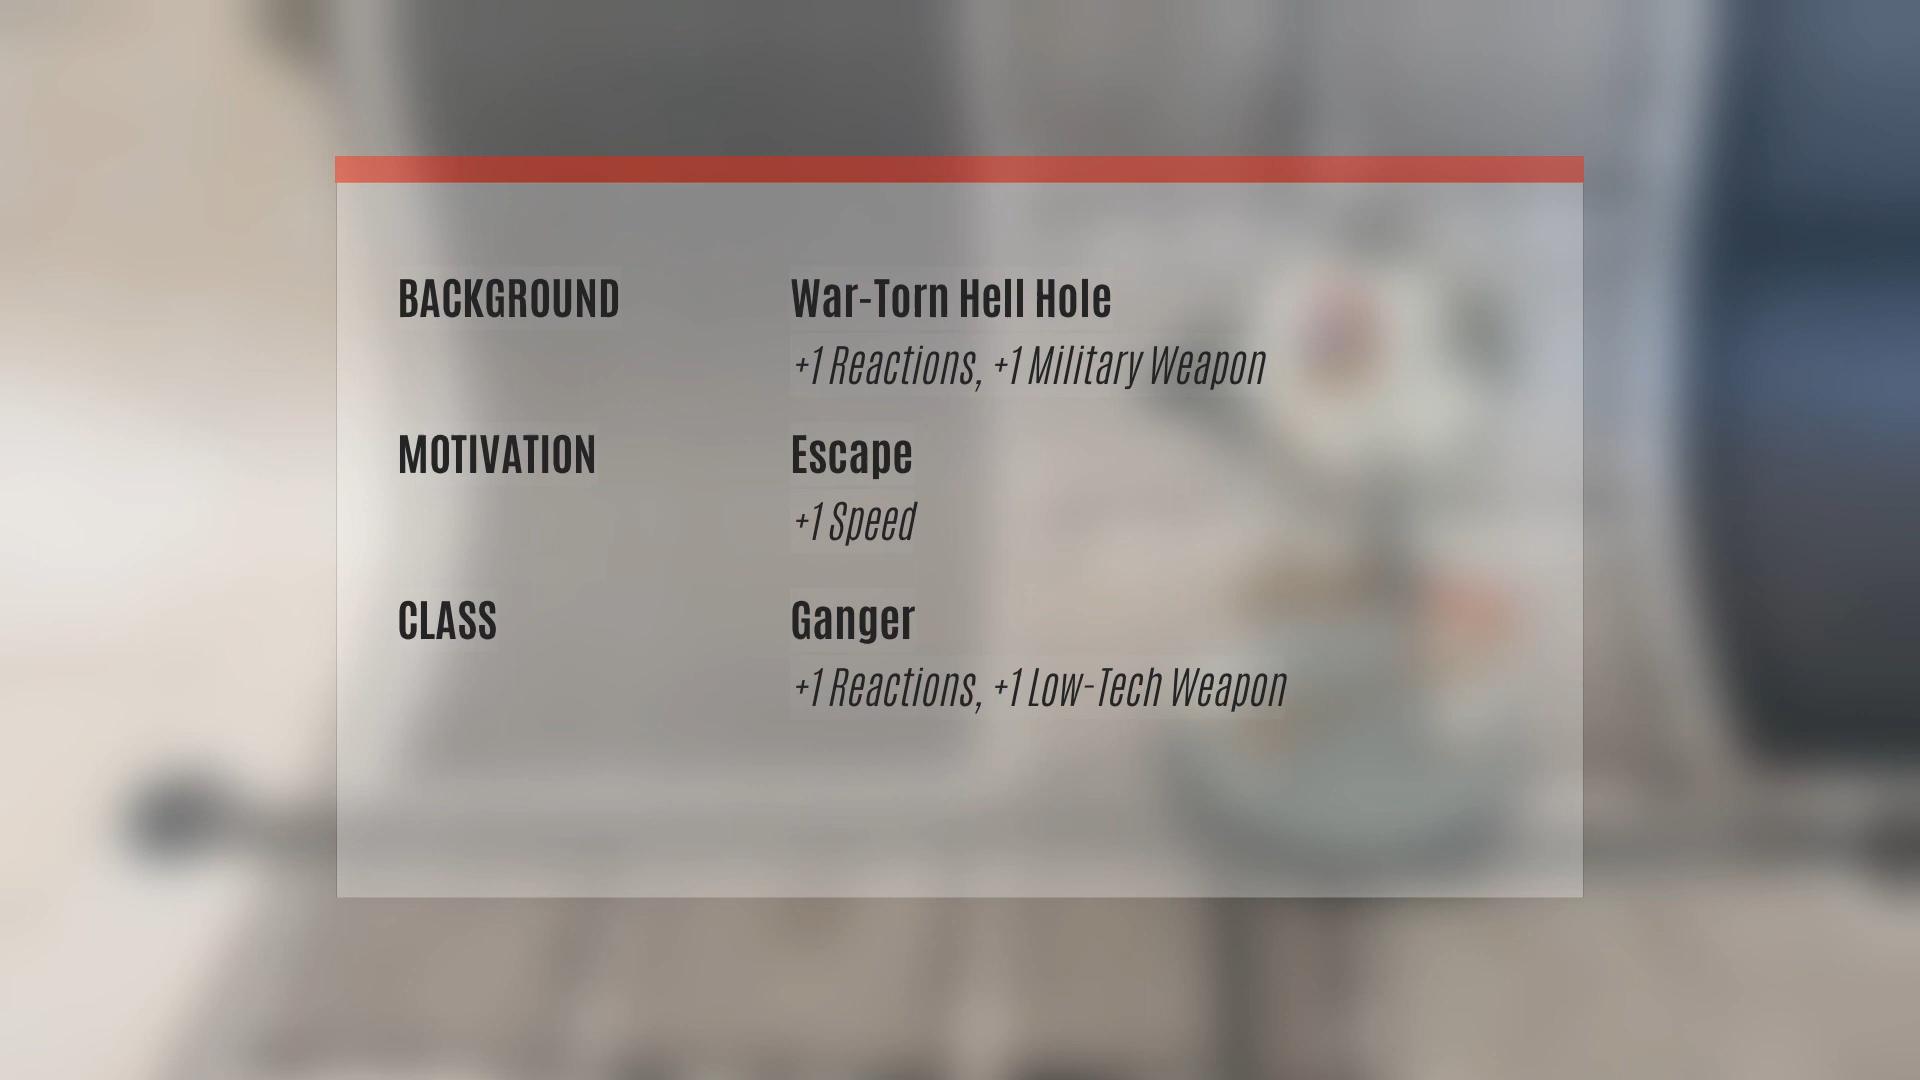 BACKGROUND War-Torn Hell Hole
+1 Reactions, +1 Military Weapon
MOTIVATION Escape
+1 Speed
CLASS Ganger
+1 Reactions, +1 Low-Tech Weapon